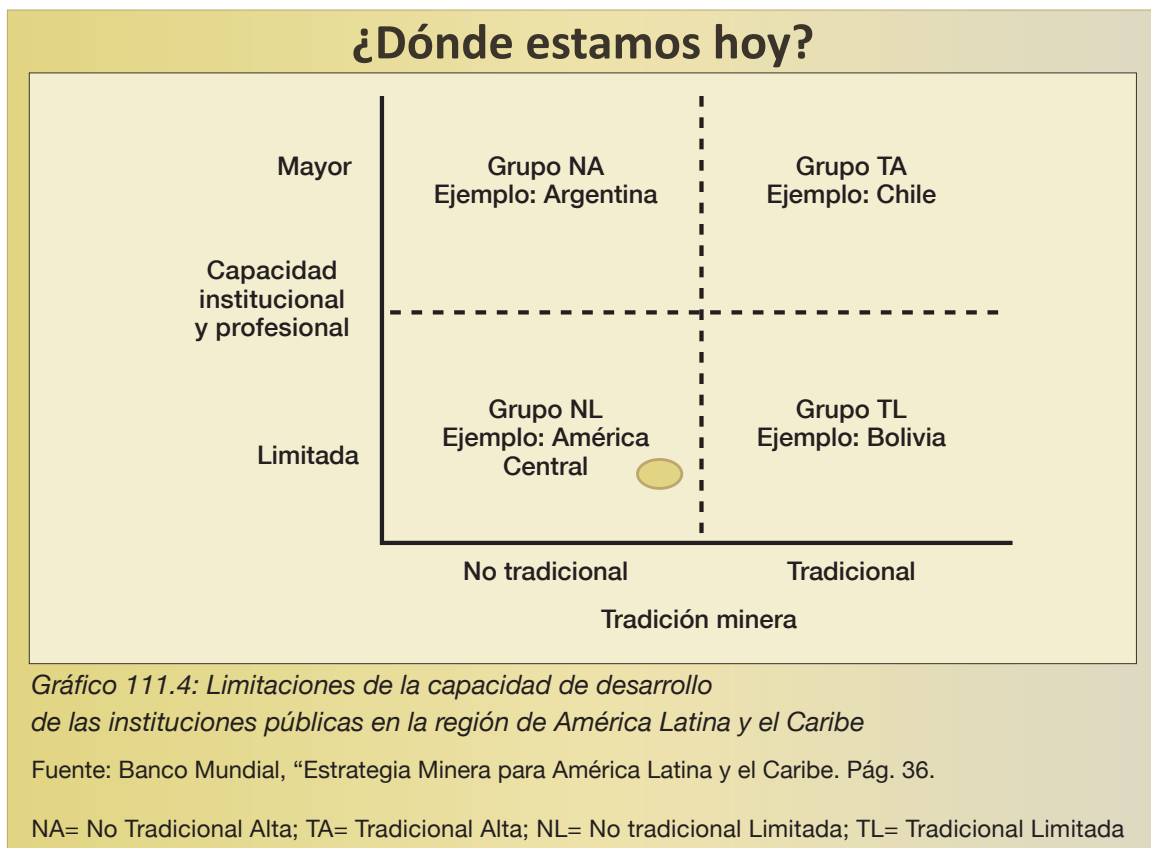 ¿Dónde estamos hoy?
Mayor
Grupo NA
Ejemplo: Argentina
Grupo TA
Ejemplo: Chile
Capacidad
institucional
y profesional
Limitada
Grupo NL
Ejemplo: América
Central
Grupo TL
Ejemplo: Bolivia
No tradicional
Tradicional
Tradición minera
Gráfico 111.4: Limitaciones de la capacidad de desarrollo
de las instituciones públicas en la región de América Latina y el Caribe
Fuente: Banco Mundial, “Estrategia Minera para América Latina y el Caribe. Pág. 36.
NA= No Tradicional Alta; TA= Tradicional Alta; NL= No tradicional Limitada; TL= Tradicional Limitada